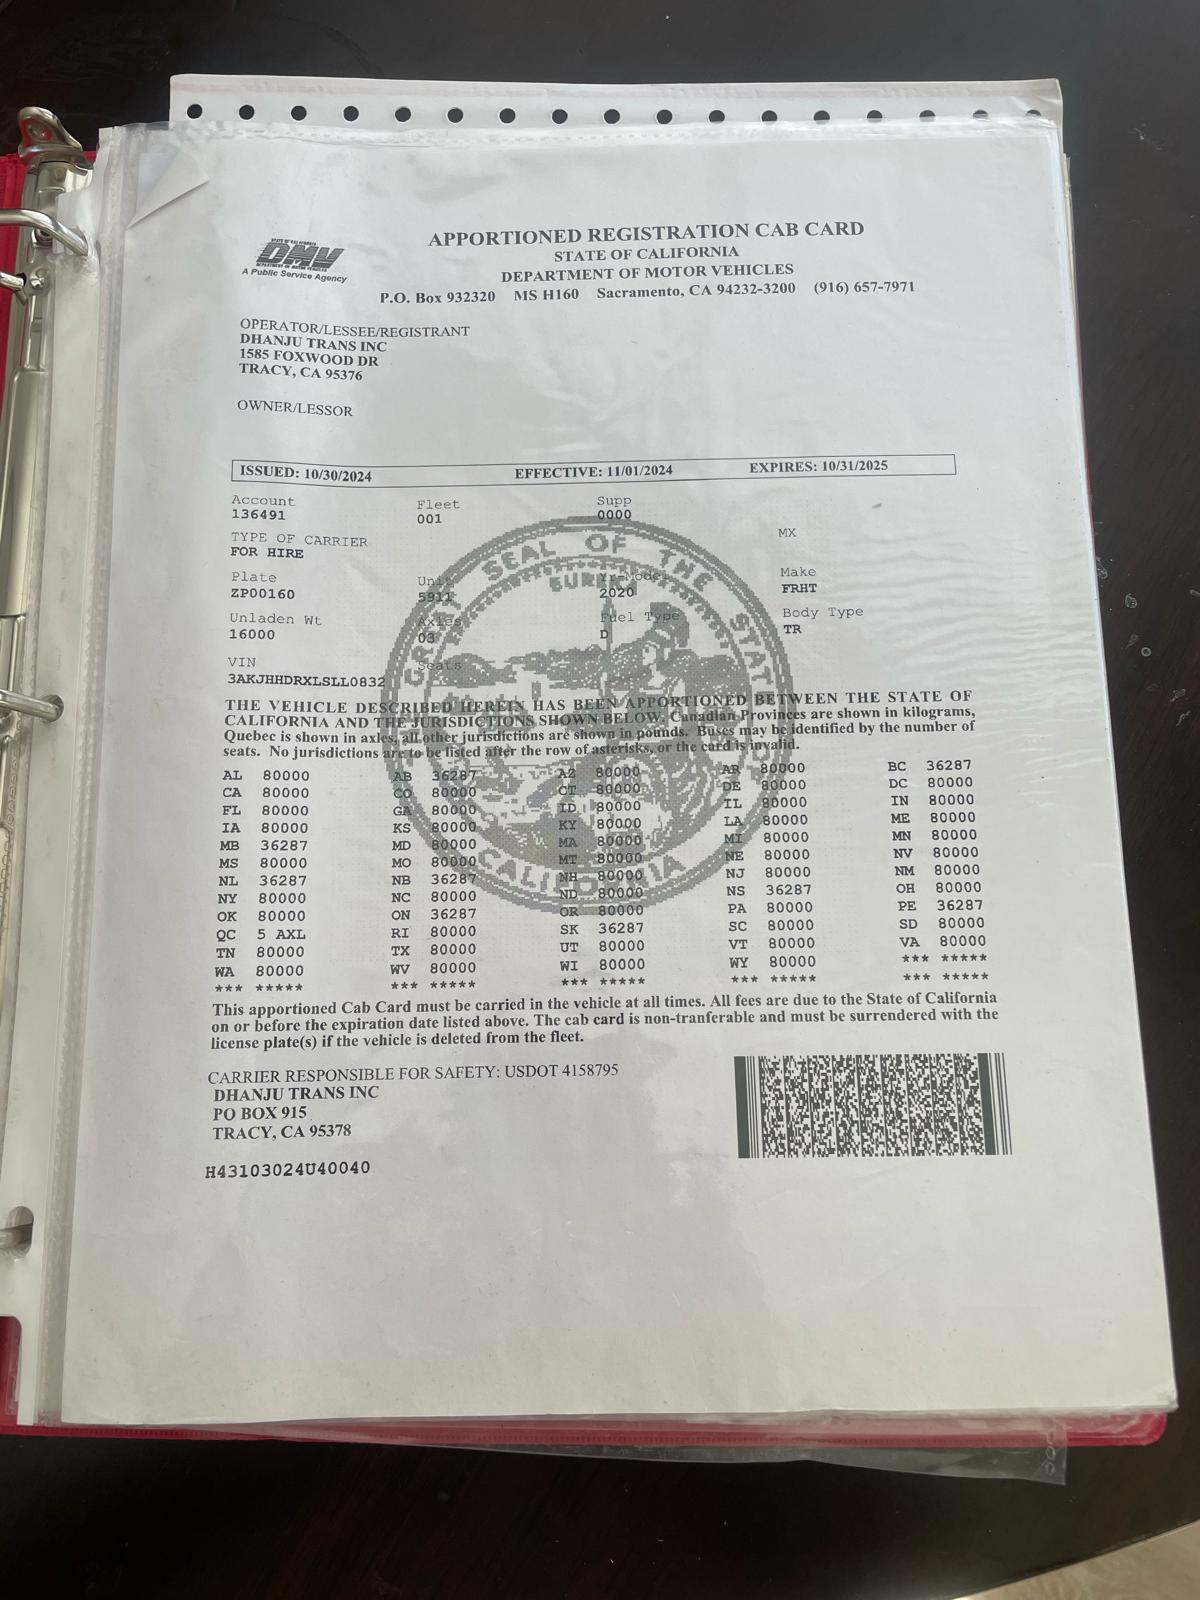 APPORTIONED REGISTRATION CAB CARD
STATE OF CALIFORNIA
DEPARTMENT OF MOTOR VEHICLES
P.O. Box 932320 MS H160 Sacramento, CA 94232-3200 (916) 657-7971
STATE OF CALIFORNIA
DMV
DEPARTMENT OF MOTOR VEHICLES
A Public Service Agency
OPERATOR/LESSEE/REGISTRANT
DHANJU TRANS INC
1585 FOXWOOD DR
TRACY, CA 95376
OWNER/LESSOR
ISSUED: 10/30/2024 EFFECTIVE: 11/01/2024 EXPIRES: 10/31/2025
Account Fleet Supp
136491 001 0000
TYPE OF CARRIER MX
FOR HIRE
Plate Unit Yr-Model Make
ZP00160 5911 2020 FRHT
Unladen Wt Axles Fuel Type Body Type
16000 03 D TR
VIN Seats
3AKJHHDRXLSLL0832
GREAT SEAL OF THE STATE CALIFORNIA
EUREKA
THE VEHICLE DESCRIBED HEREIN HAS BEEN APPORTIONED BETWEEN THE STATE OF
CALIFORNIA AND THE JURISDICTIONS SHOWN BELOW. Canadian Provinces are shown in kilograms,
Quebec is shown in axles, all other jurisdictions are shown in pounds. Buses may be identified by the number of
seats. No jurisdictions are to be listed after the row of asterisks, or the card is invalid.
AL 80000 AB 36287 AZ 80000 AR 80000 BC 36287
CA 80000 CO 80000 CT 80000 DE 80000 DC 80000
FL 80000 GA 80000 ID 80000 IL 80000 IN 80000
IA 80000 KS 80000 KY 80000 LA 80000 ME 80000
MB 36287 MD 80000 MA 80000 MI 80000 MN 80000
MS 80000 MO 80000 MT 80000 NE 80000 NV 80000
NL 36287 NB 36287 NH 80000 NJ 80000 NM 80000
NY 80000 NC 80000 ND 80000 NS 36287 OH 80000
OK 80000 ON 36287 OR 80000 PA 80000 PE 36287
QC 5 AXL RI 80000 SK 36287 SC 80000 SD 80000
TN 80000 TX 80000 UT 80000 VT 80000 VA 80000
WA 80000 WV 80000 WI 80000 WY 80000 *** *****
*** ***** *** ***** *** ***** *** ***** *** *****
This apportioned Cab Card must be carried in the vehicle at all times. All fees are due to the State of California
on or before the expiration date listed above. The cab card is non-tranferable and must be surrendered with the
license plate(s) if the vehicle is deleted from the fleet.
CARRIER RESPONSIBLE FOR SAFETY: USDOT 4158795
DHANJU TRANS INC
PO BOX 915
TRACY, CA 95378
H43103024U40040